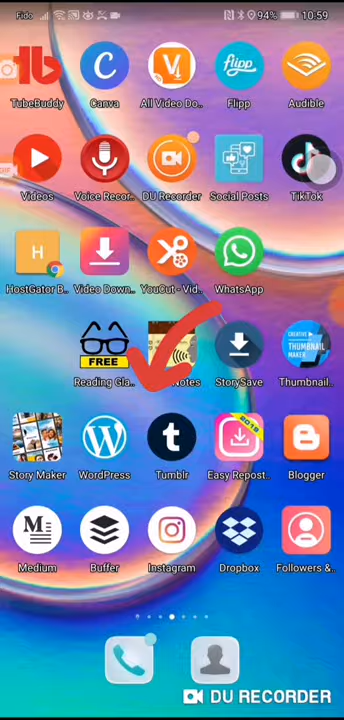 Fido 94% 10:59
TubeBuddy Canva All Video Do.. Flipp Audible
Videos Voice Recor.. DU Recorder Social Posts TikTok
H
HostGator B.. Video Down.. YouCut - Vid.. WhatsApp
FREE CREATIVE THUMBNAIL MAKER
Reading Gla.. Notes StorySave Thumbnail..
2018
Story Maker WordPress Tumblr Easy Repost.. Blogger
Medium Buffer Instagram Dropbox Followers &..
DU RECORDER